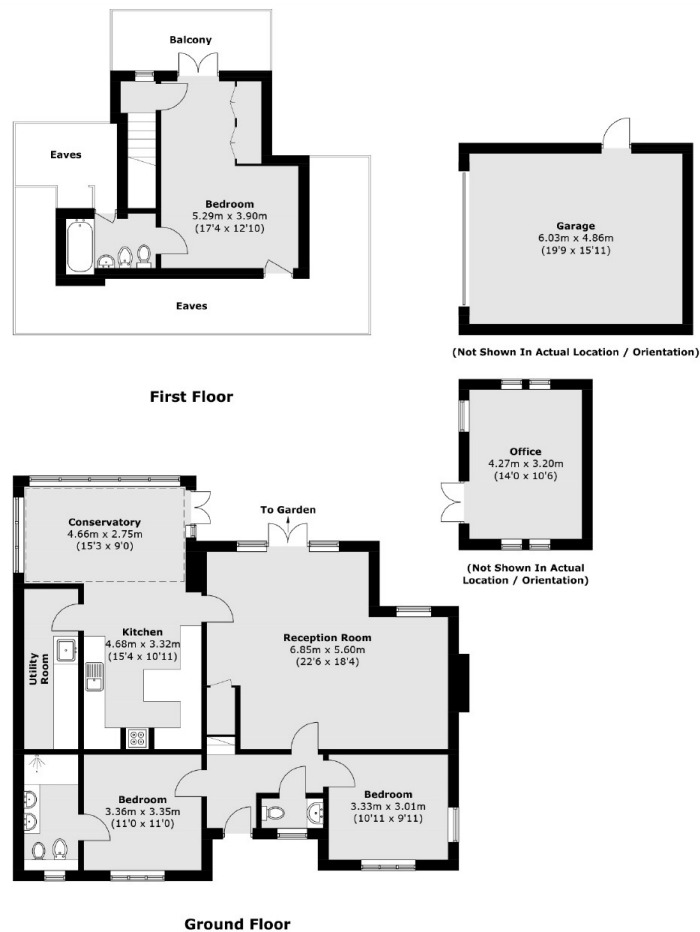 Balcony
Eaves
Bedroom
5.29m x 3.90m
(17'4 x 12'10)
Eaves
First Floor
Garage
6.03m x 4.86m
(19'9 x 15'11)
(Not Shown In Actual Location / Orientation)
Office
4.27m x 3.20m
(14'0 x 10'6)
(Not Shown In Actual
Location / Orientation)
Conservatory
4.66m x 2.75m
(15'3 x 9'0)
To Garden
Kitchen
4.68m x 3.32m
(15'4 x 10'11)
Utility
Room
Reception Room
6.85m x 5.60m
(22'6 x 18'4)
Bedroom
3.36m x 3.35m
(11'0 x 11'0)
Bedroom
3.33m x 3.01m
(10'11 x 9'11)
Ground Floor